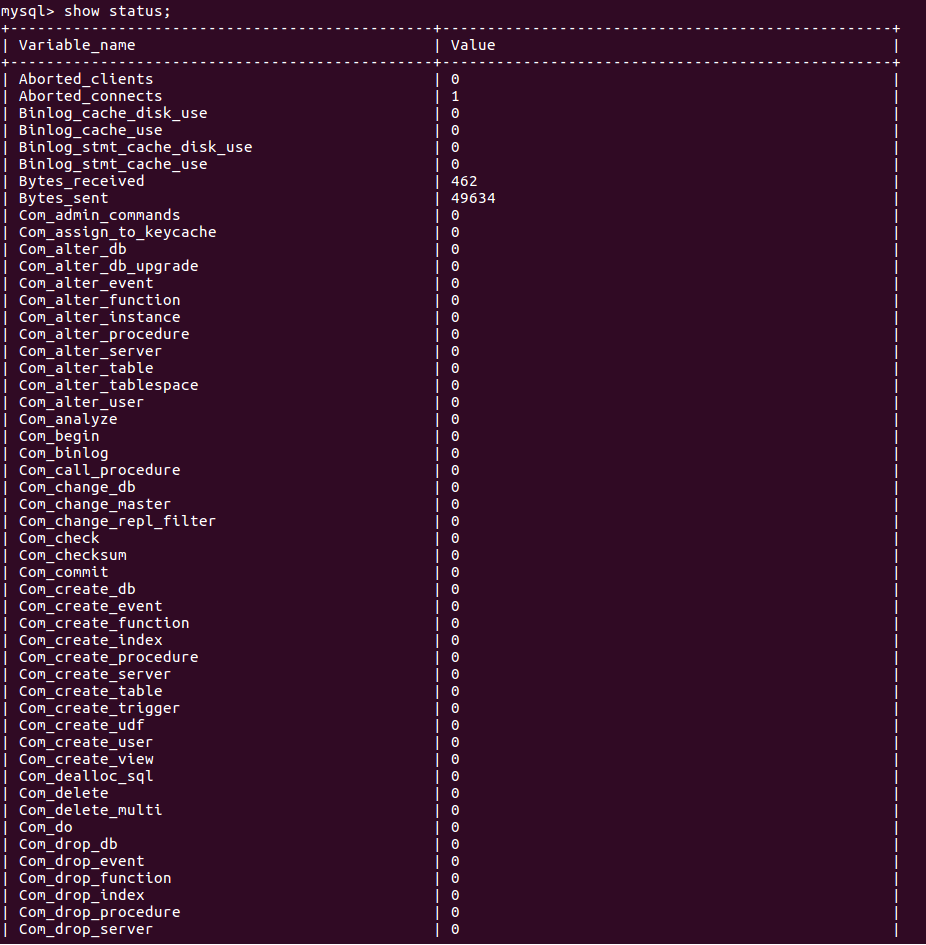 mysql> show status;
+-----------------------------------------------+--------------------------------------------------+
| Variable_name | Value |
+-----------------------------------------------+--------------------------------------------------+
| Aborted_clients | 0 |
| Aborted_connects | 1 |
| Binlog_cache_disk_use | 0 |
| Binlog_cache_use | 0 |
| Binlog_stmt_cache_disk_use | 0 |
| Binlog_stmt_cache_use | 0 |
| Bytes_received | 462 |
| Bytes_sent | 49634 |
| Com_admin_commands | 0 |
| Com_assign_to_keycache | 0 |
| Com_alter_db | 0 |
| Com_alter_db_upgrade | 0 |
| Com_alter_event | 0 |
| Com_alter_function | 0 |
| Com_alter_instance | 0 |
| Com_alter_procedure | 0 |
| Com_alter_server | 0 |
| Com_alter_table | 0 |
| Com_alter_tablespace | 0 |
| Com_alter_user | 0 |
| Com_analyze | 0 |
| Com_begin | 0 |
| Com_binlog | 0 |
| Com_call_procedure | 0 |
| Com_change_db | 0 |
| Com_change_master | 0 |
| Com_change_repl_filter | 0 |
| Com_check | 0 |
| Com_checksum | 0 |
| Com_commit | 0 |
| Com_create_db | 0 |
| Com_create_event | 0 |
| Com_create_function | 0 |
| Com_create_index | 0 |
| Com_create_procedure | 0 |
| Com_create_server | 0 |
| Com_create_table | 0 |
| Com_create_trigger | 0 |
| Com_create_udf | 0 |
| Com_create_user | 0 |
| Com_create_view | 0 |
| Com_dealloc_sql | 0 |
| Com_delete | 0 |
| Com_delete_multi | 0 |
| Com_do | 0 |
| Com_drop_db | 0 |
| Com_drop_event | 0 |
| Com_drop_function | 0 |
| Com_drop_index | 0 |
| Com_drop_procedure | 0 |
| Com_drop_server | 0 |